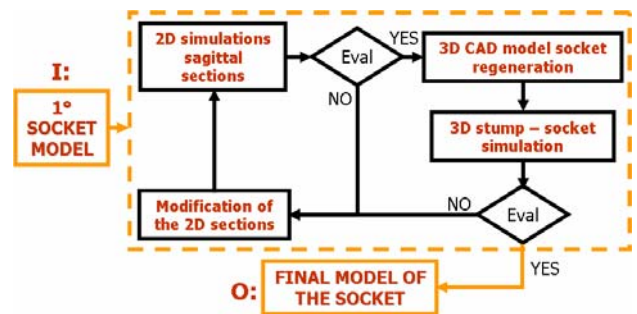 I:
1°
SOCKET
MODEL
2D simulations
sagittal
sections
Eval
YES
NO
3D CAD model socket
regeneration
3D stump – socket
simulation
Eval
NO
YES
Modification of
the 2D sections
O:
FINAL MODEL OF
THE SOCKET